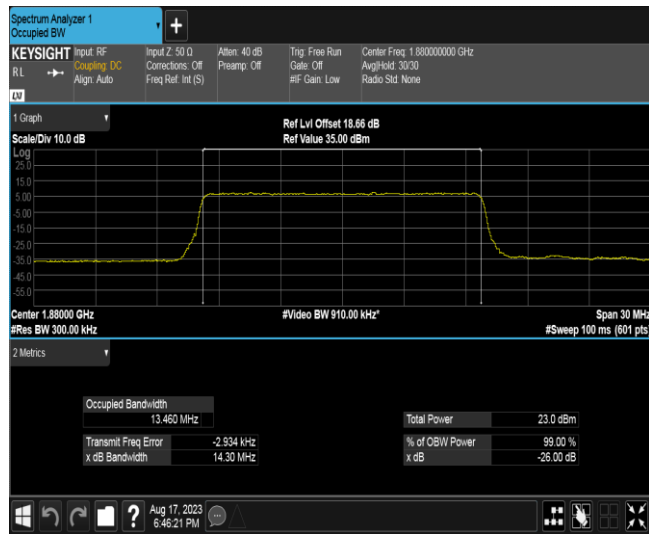 Spectrum Analyzer 1
Occupied BW
+
KEYSIGHT
RL
LXI
Input: RF
Coupling: DC
Align: Auto
Input Z: 50 Ω
Corrections: Off
Freq Ref: Int (S)
Atten: 40 dB
Preamp: Off
Trig: Free Run
Gate: Off
#IF Gain: Low
Center Freq: 1.880000000 GHz
Avg|Hold: 30/30
Radio Std: None
1 Graph
Scale/Div 10.0 dB
Ref Lvl Offset 18.66 dB
Ref Value 35.00 dBm
Log
25.0
15.0
5.00
-5.00
-15.0
-25.0
-35.0
-45.0
-55.0
Center 1.88000 GHz
#Video BW 910.00 kHz*
Span 30 MHz
#Res BW 300.00 kHz
#Sweep 100 ms (601 pts)
2 Metrics
Occupied Bandwidth
13.460 MHz
Total Power 23.0 dBm
Transmit Freq Error -2.934 kHz
% of OBW Power 99.00 %
x dB Bandwidth 14.30 MHz
x dB -26.00 dB
?
Aug 17, 2023
6:46:21 PM